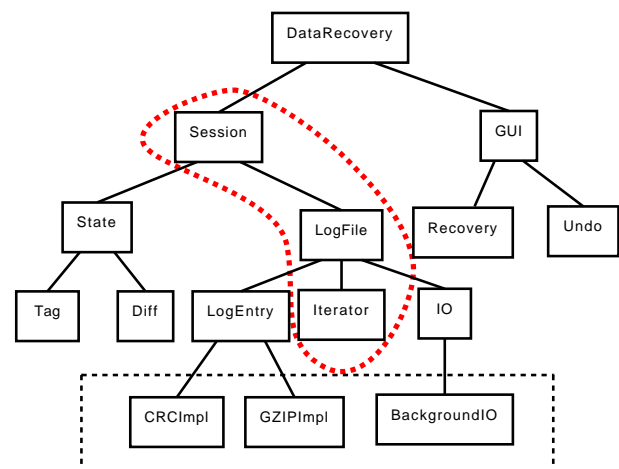 DataRecovery
Session
GUI
State
LogFile
Recovery
Undo
Tag
Diff
LogEntry
Iterator
IO
CRCImpl
GZIPImpl
BackgroundIO